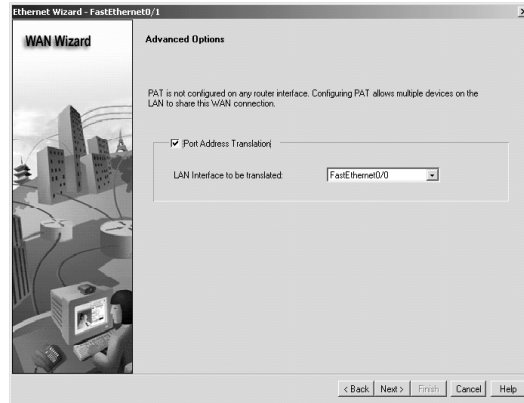 Ethernet Wizard - FastEthernet0/1
WAN Wizard
Advanced Options
PAT is not configured on any router interface. Configuring PAT allows multiple devices on the
LAN to share this WAN connection.
Port Address Translation
LAN Interface to be translated:
FastEthernet0/0
< Back Next > Finish Cancel Help